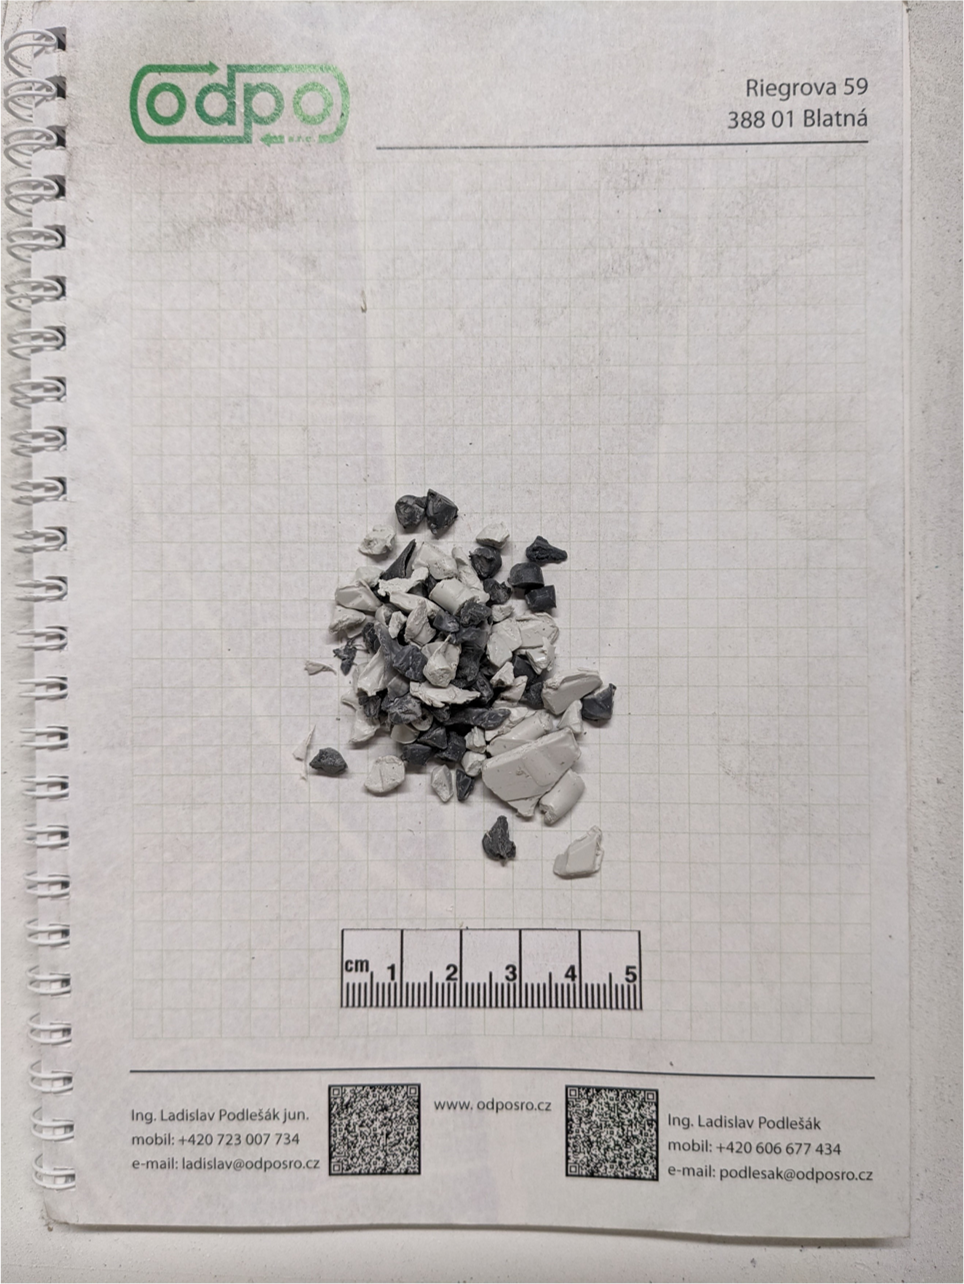 odpo
s.r.o.
Riegrova 59
388 01 Blatná
cm 1 2 3 4 5
Ing. Ladislav Podlešák jun.
mobil: +420 723 007 734
e-mail: ladislav@odposro.cz
www. odposro.cz
Ing. Ladislav Podlešák
mobil: +420 606 677 434
e-mail: podlesak@odposro.cz